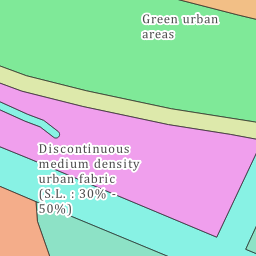 Green urban
areas
Discontinuous
medium density
urban fabric
(S.L. : 30% -
50%)